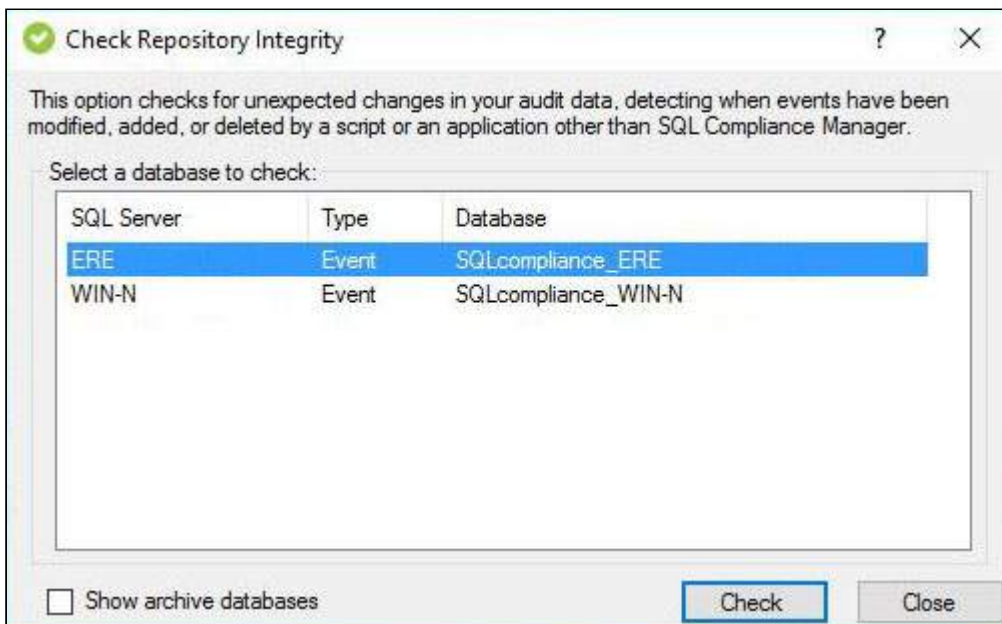 Check Repository Integrity ?
This option checks for unexpected changes in your audit data, detecting when events have been
modified, added, or deleted by a script or an application other than SQL Compliance Manager.
Select a database to check:
SQL Server Type Database
ERE Event SQLcompliance_ERE
WIN-N Event SQLcompliance_WIN-N
Show archive databases Check Close